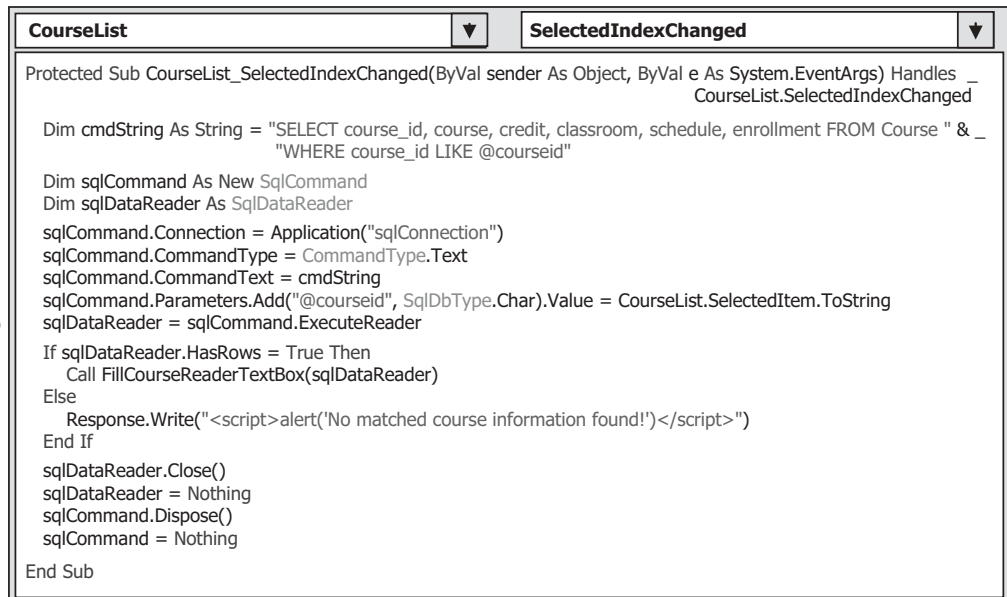 CourseList SelectedIndexChanged
Protected Sub CourseList_SelectedIndexChanged(ByVal sender As Object, ByVal e As System.EventArgs) Handles _
CourseList.SelectedIndexChanged
Dim cmdString As String = "SELECT course_id, course, credit, classroom, schedule, enrollment FROM Course " & _
"WHERE course_id LIKE @courseid"
Dim sqlCommand As New SqlCommand
Dim sqlDataReader As SqlDataReader
sqlCommand.Connection = Application("sqlConnection")
sqlCommand.CommandType = CommandType.Text
sqlCommand.CommandText = cmdString
sqlCommand.Parameters.Add("@courseid", SqlDbType.Char).Value = CourseList.SelectedItem.ToString
sqlDataReader = sqlCommand.ExecuteReader
If sqlDataReader.HasRows = True Then
Call FillCourseReaderTextBox(sqlDataReader)
Else
Response.Write("<script>alert('No matched course information found!')</script>")
End If
sqlDataReader.Close()
sqlDataReader = Nothing
sqlCommand.Dispose()
sqlCommand = Nothing
End Sub